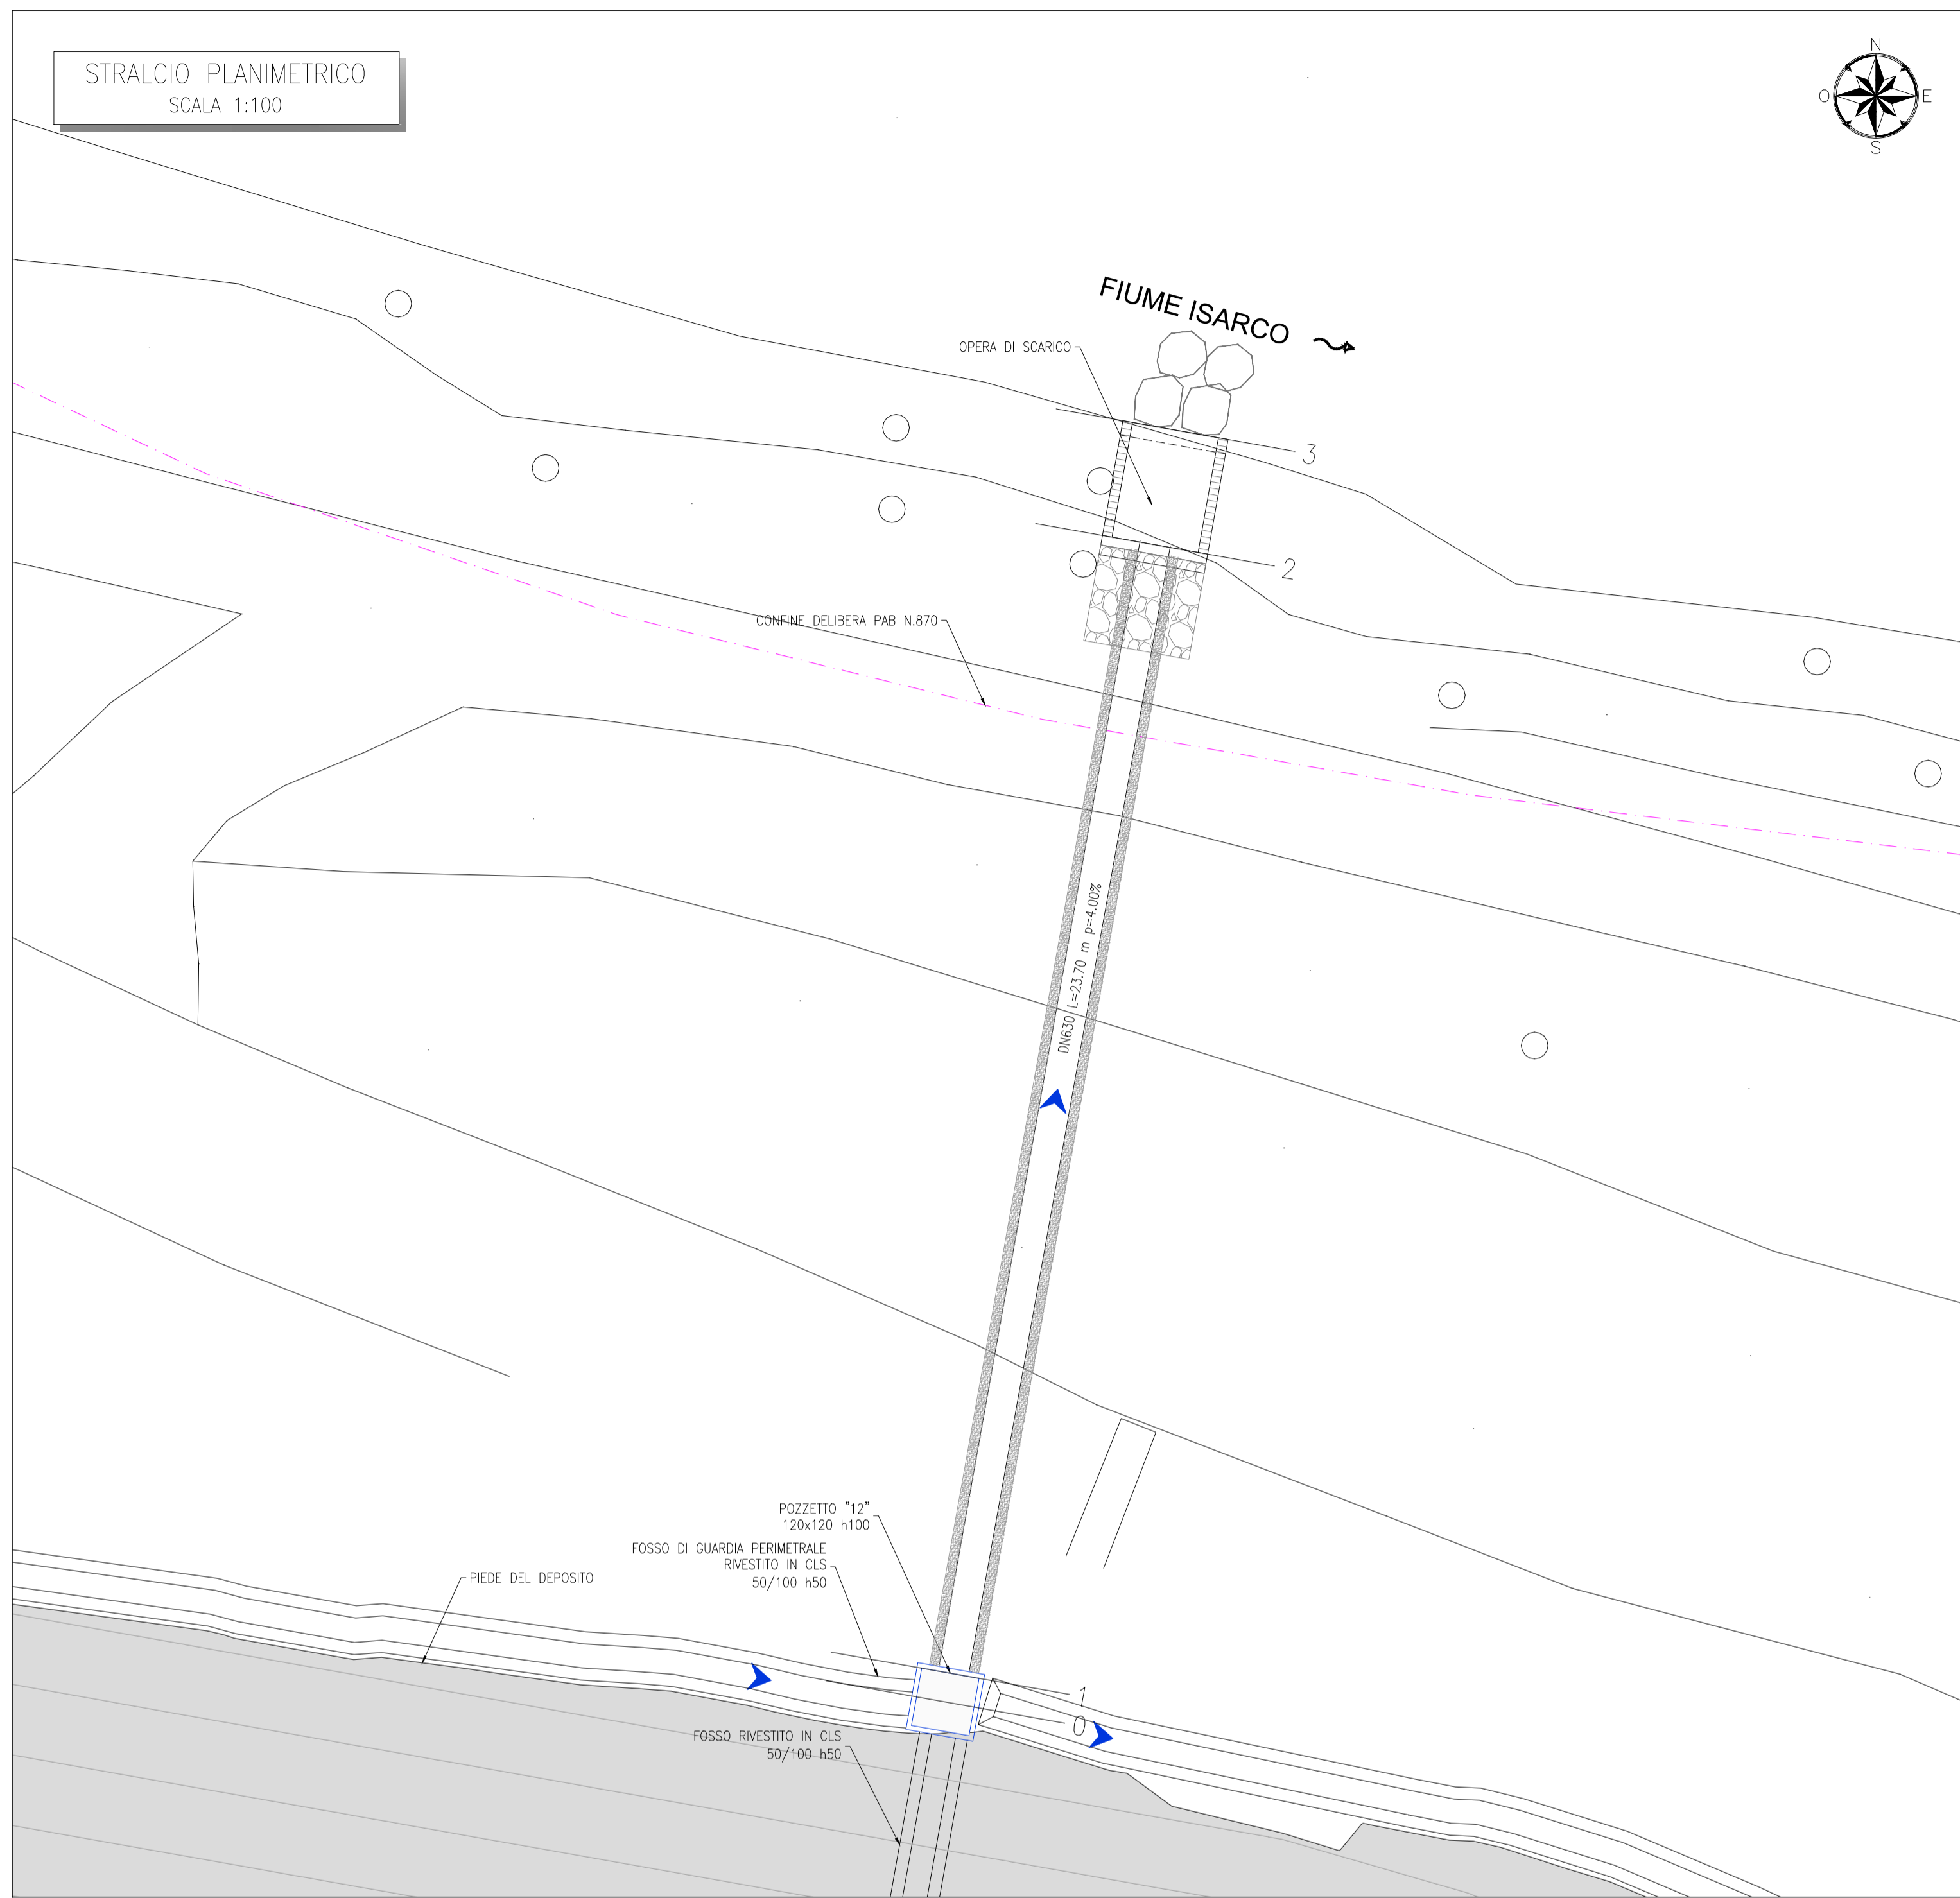 STRALCIO PLANIMETRICO
SCALA 1:100
N
O
E
S
FIUME ISARCO
OPERA DI SCARICO
3
2
CONFINE DELIBERA PAB N.870
DN630 L=23.70 m p=4.00%
POZZETTO "12"
120x120 h100
FOSSO DI GUARDIA PERIMETRALE
RIVESTITO IN CLS
50/100 h50
PIEDE DEL DEPOSITO
1
0
FOSSO RIVESTITO IN CLS
50/100 h50